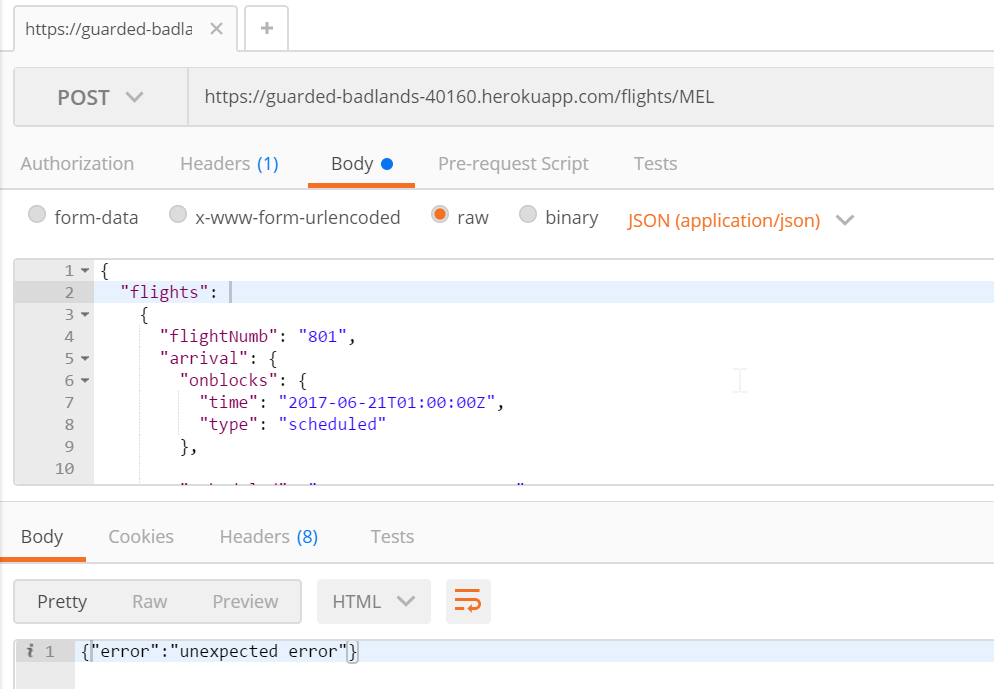 https://guarded-badla
POST https://guarded-badlands-40160.herokuapp.com/flights/MEL
Authorization Headers (1) Body Pre-request Script Tests
form-data x-www-form-urlencoded raw binary JSON (application/json)
1 {
2 "flights":
3 {
4 "flightNumb": "801",
5 "arrival": {
6 "onblocks": {
7 "time": "2017-06-21T01:00:00Z",
8 "type": "scheduled"
9 },
10
Body Cookies Headers (8) Tests
Pretty Raw Preview HTML
i 1 {"error":"unexpected error"}